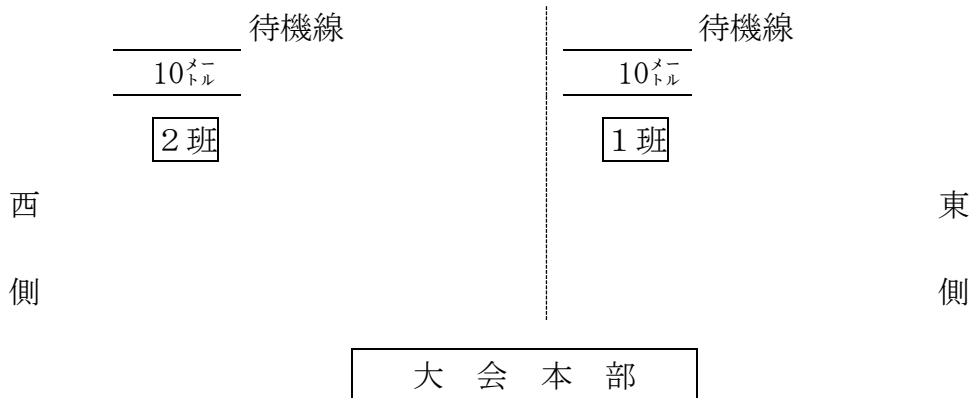 待機線 待機線
10㍍ 10㍍
２班 １班
西 東
側 側
大 会 本 部